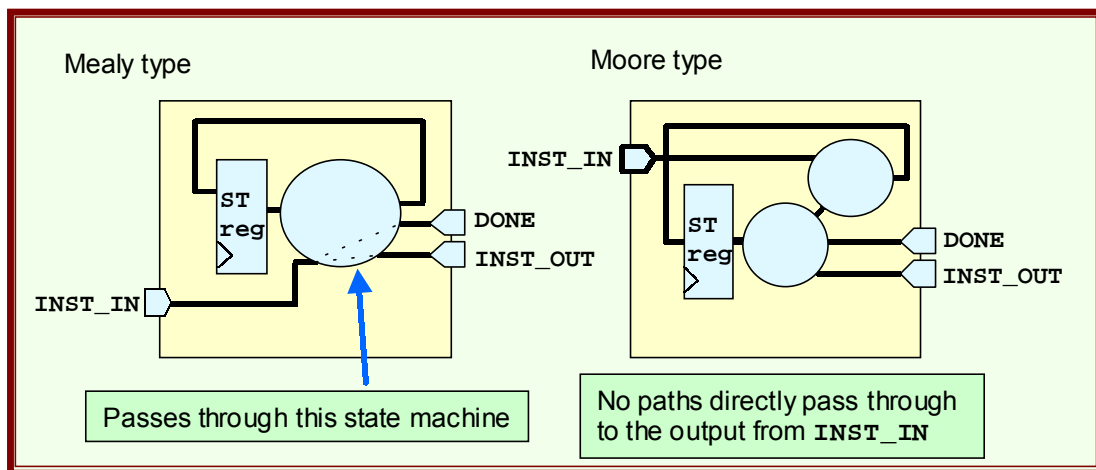 Mealy type
ST
reg
DONE
INST_OUT
INST_IN
Passes through this state machine
Moore type
INST_IN
ST
reg
DONE
INST_OUT
No paths directly pass through
to the output from INST_IN